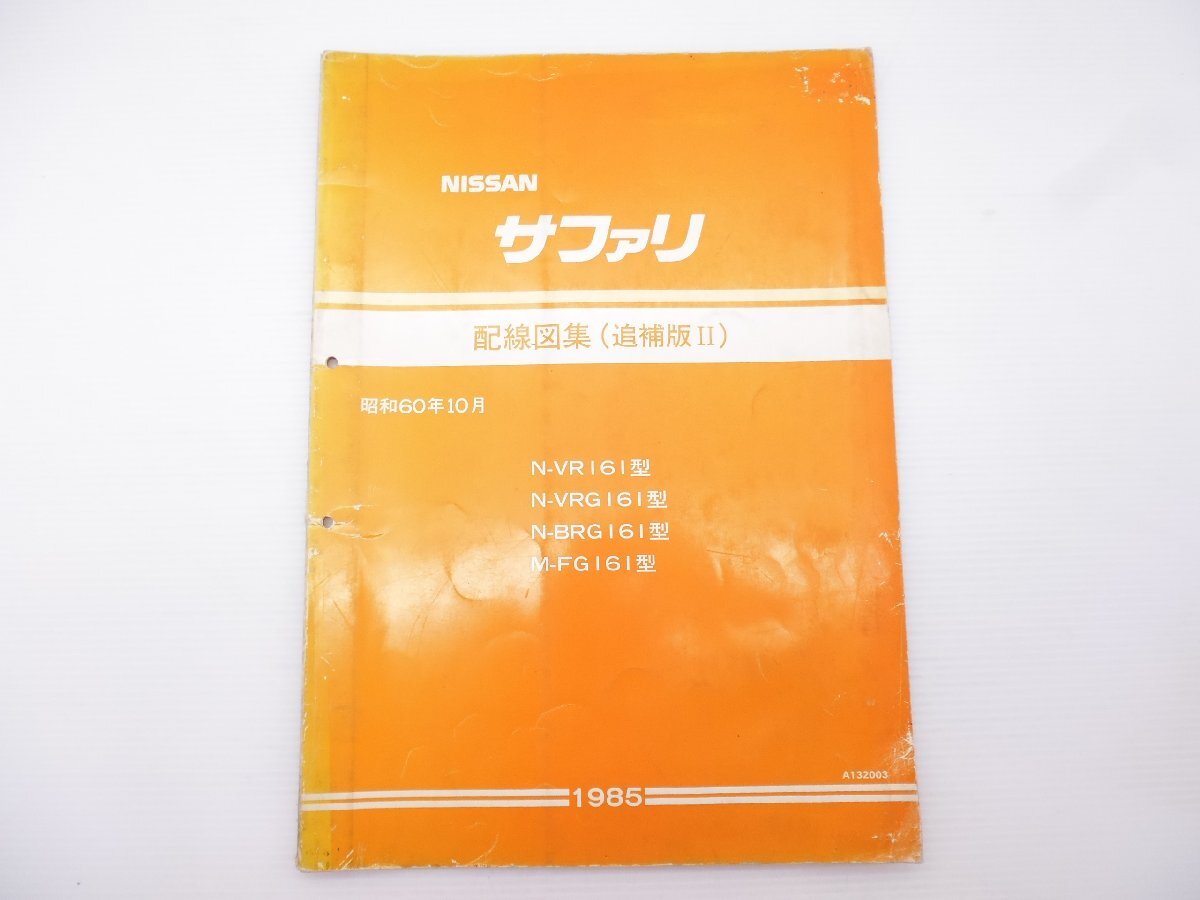 NISSAN
サファリ
配線図集(追補版II)
昭和60年10月
N-VR161型
N-VRG161型
N-BRG161型
M-FG161型
A132003
1985